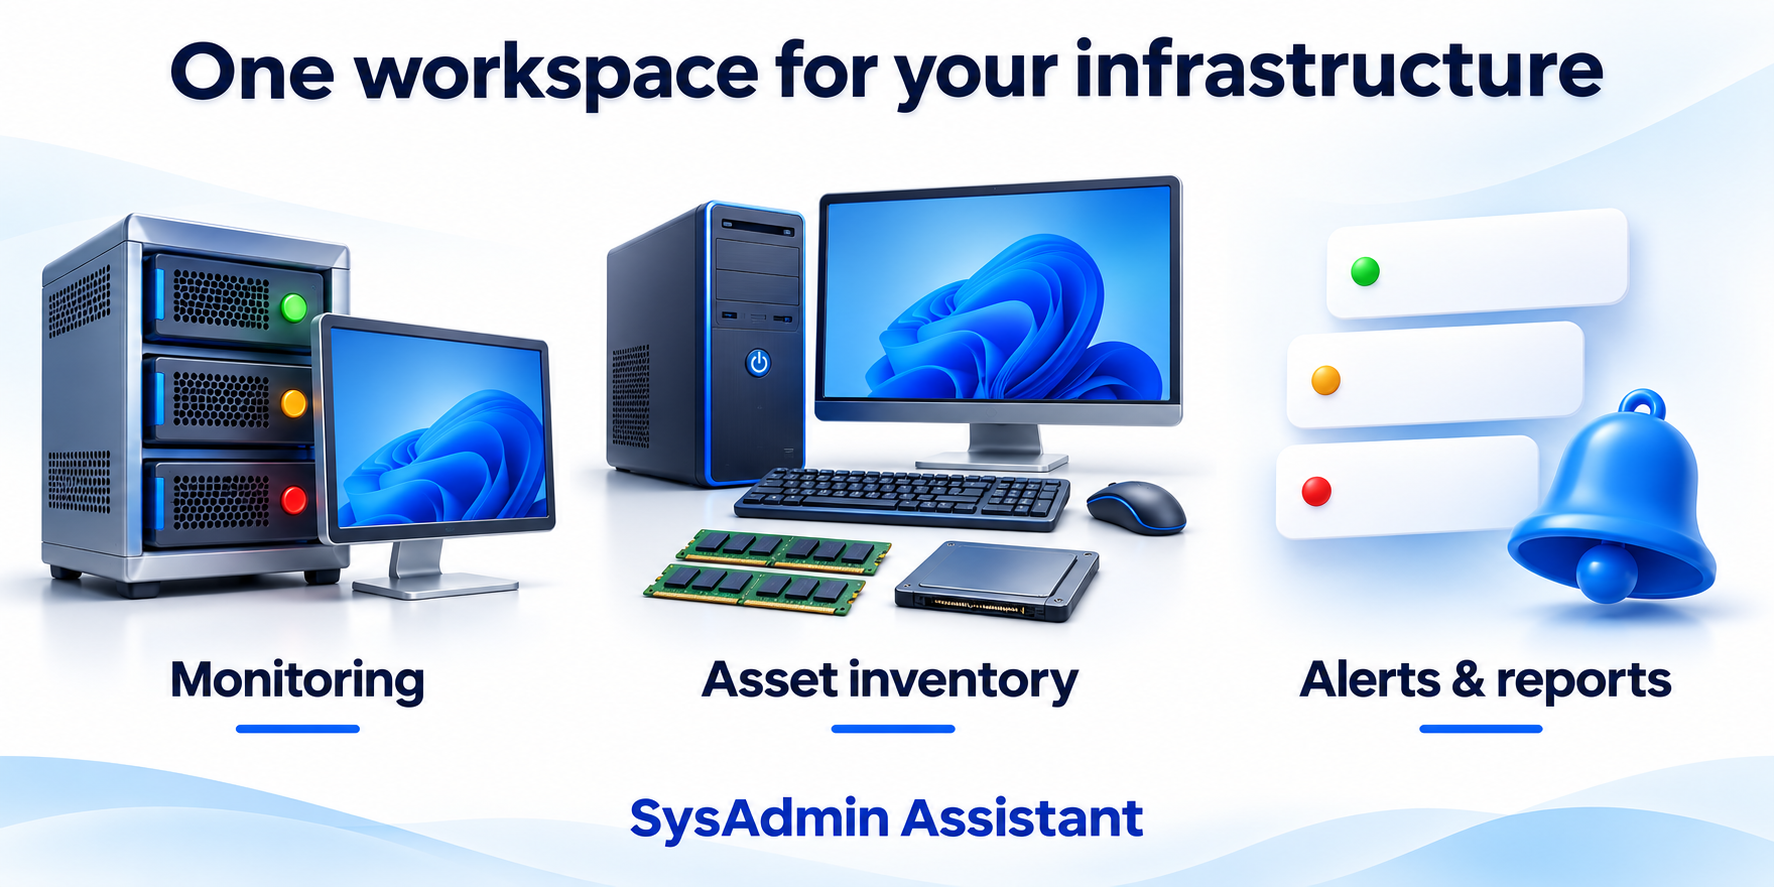 One workspace for your infrastructure
Monitoring
Asset inventory
Alerts & reports
SysAdmin Assistant